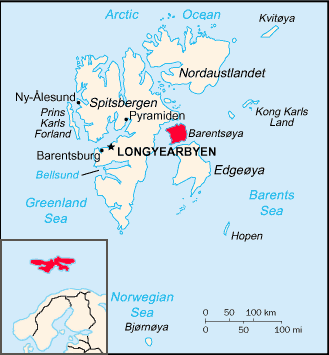 Arctic Ocean
Kvitøya
Nordaustlandet
Ny-Ålesund
Spitsbergen
Prins
Karls
Forland
Pyramiden
Kong Karls
Land
Barentsøya
Barentsburg
LONGYEARBYEN
Bellsund
Edgeøya
Greenland
Sea
Barents
Sea
Hopen
Norwegian
Sea
Bjørnøya
0 50 100 km
0 50 100 mi